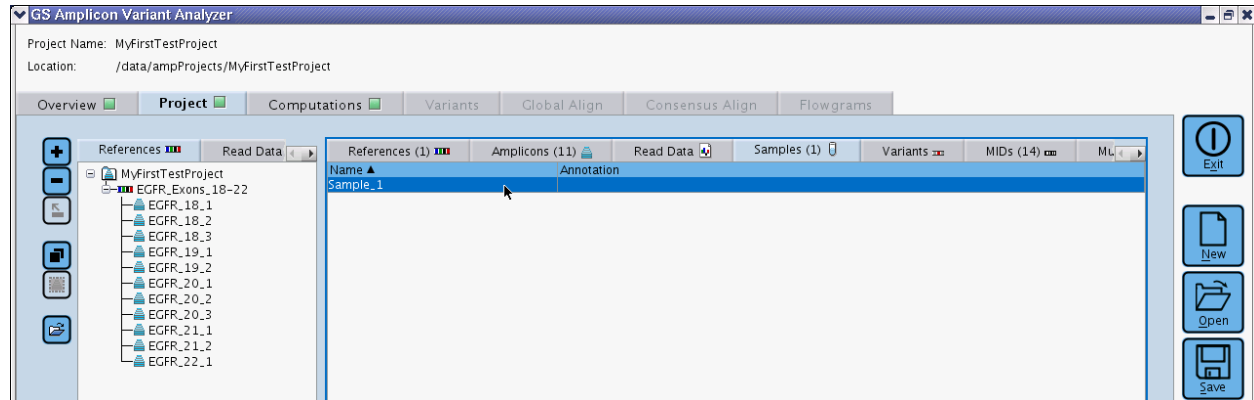 GS Amplicon Variant Analyzer
Project Name: MyFirstTestProject
Location: /data/ampProjects/MyFirstTestProject
Overview Project Computations Variants Global Align Consensus Align Flowgrams
References Read Data
References (1) Amplicons (11) Read Data Samples (1) Variants MIDs (14) Mu
Name Annotation
Sample_1
MyFirstTestProject
EGFR_Exons_18-22
EGFR_18_1
EGFR_18_2
EGFR_18_3
EGFR_19_1
EGFR_19_2
EGFR_20_1
EGFR_20_2
EGFR_20_3
EGFR_21_1
EGFR_21_2
EGFR_22_1
Exit
New
Open
Save